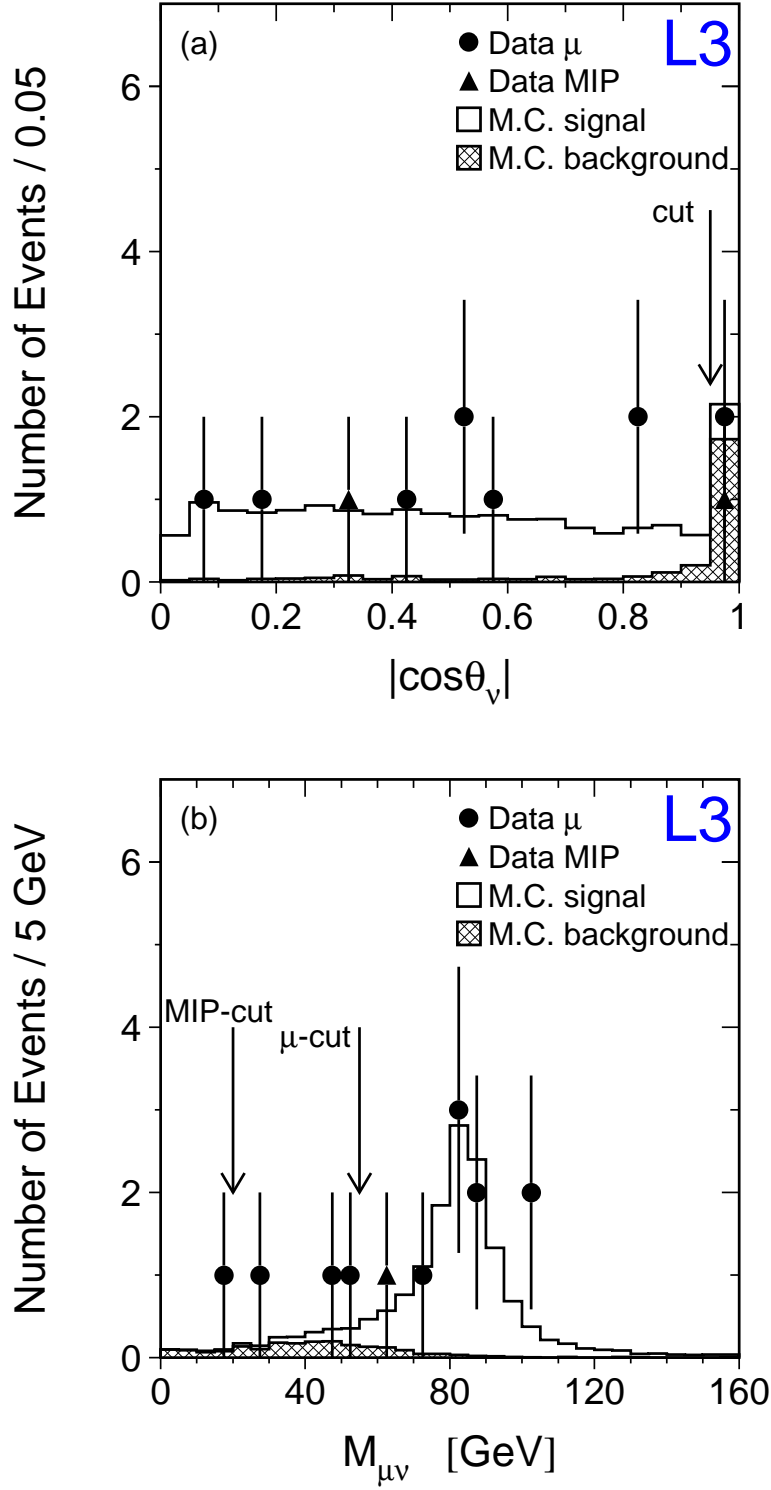 (a)
L3
Data μ
Data MIP
M.C. signal
M.C. background
cut
Number of Events / 0.05
6
4
2
0
0 0.2 0.4 0.6 0.8 1
|cosθν|
(b)
L3
Data μ
Data MIP
M.C. signal
M.C. background
MIP-cut
μ-cut
Number of Events / 5 GeV
6
4
2
0
0 40 80 120 160
Mμν [GeV]